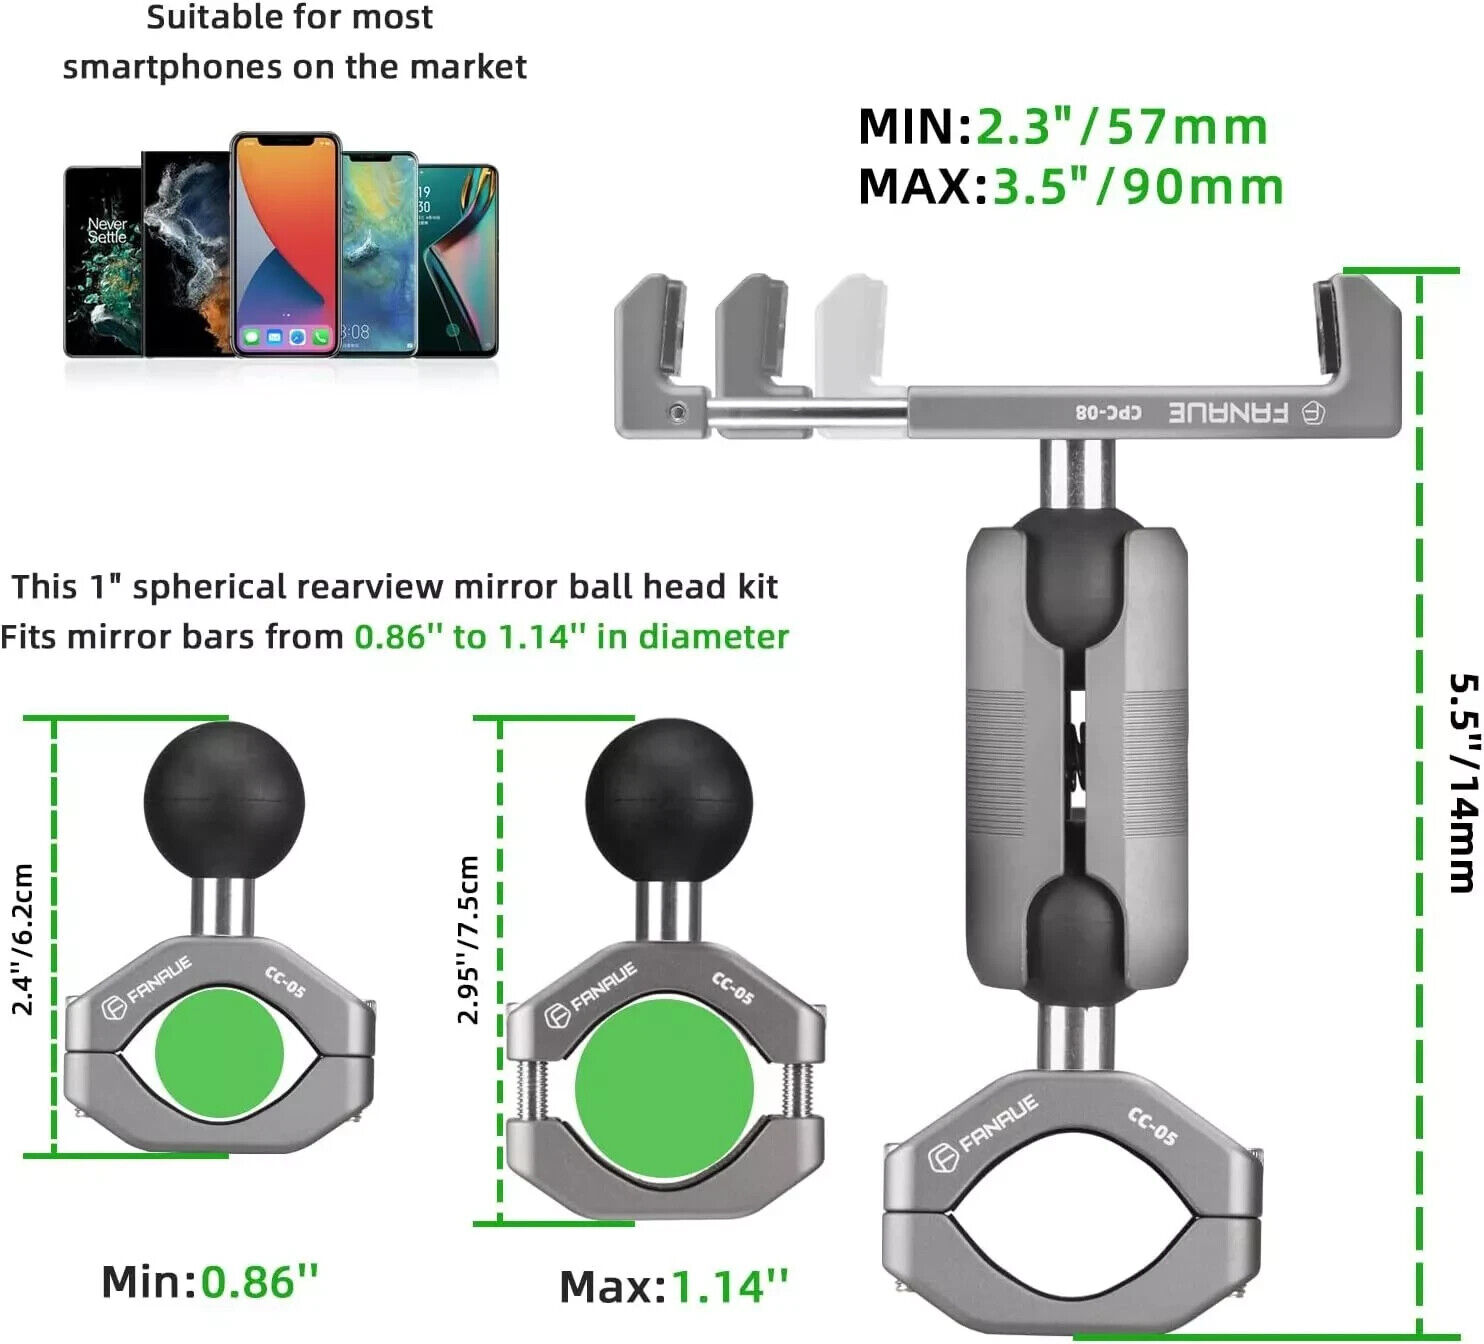 Suitable for most
smartphones on the market
Never
Settle
19
30
3:08
MIN:2.3"/57mm
MAX:3.5"/90mm
CPC-08 FANAUE
5.5''/14mm
This 1" spherical rearview mirror ball head kit
Fits mirror bars from 0.86'' to 1.14'' in diameter
2.4''/6.2cm
FANAUE
CC-05
Min:0.86''
2.95''/7.5cm
FANAUE
CC-05
Max:1.14''
FANAUE
CC-05